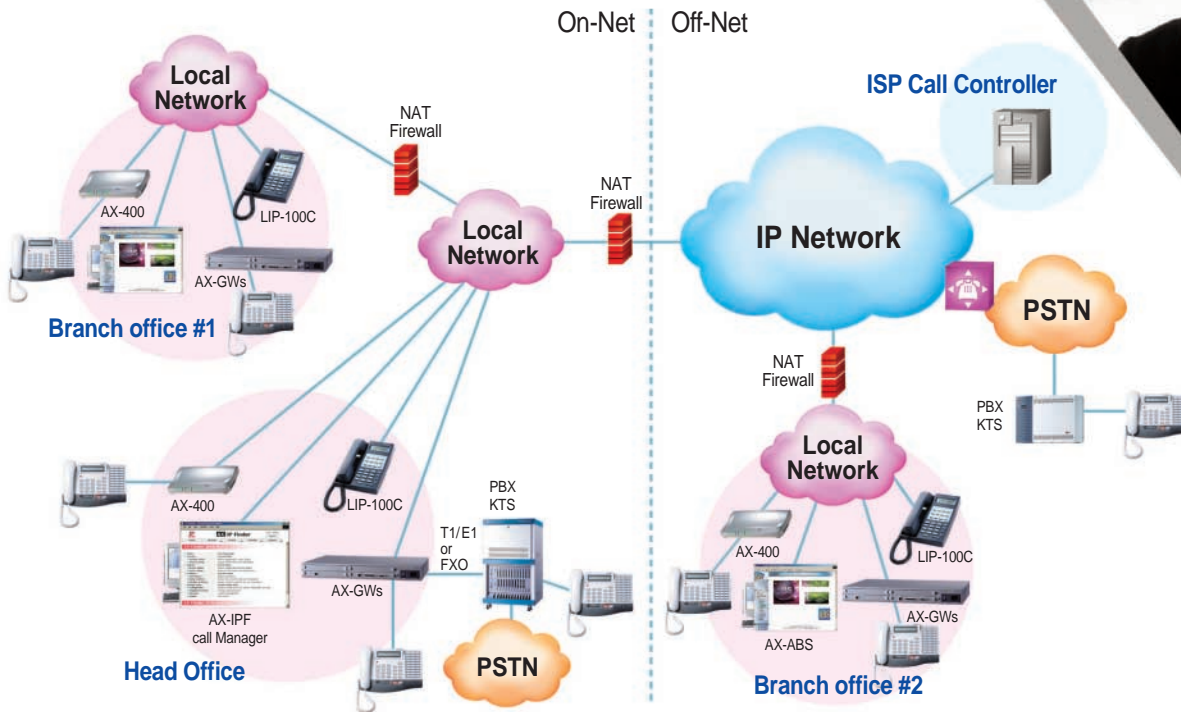 On-Net
Off-Net
Local
Network
NAT
Firewall
ISP Call Controller
AX-400
LIP-100C
AX-GWs
Branch office #1
Local
Network
NAT
Firewall
IP Network
PSTN
NAT
Firewall
PBX
KTS
AX-400
LIP-100C
PBX
KTS
T1/E1
or
FXO
AX-GWs
AX-IPF
call Manager
Head Office
PSTN
Local
Network
AX-400
LIP-100C
AX-GWs
AX-ABS
Branch office #2